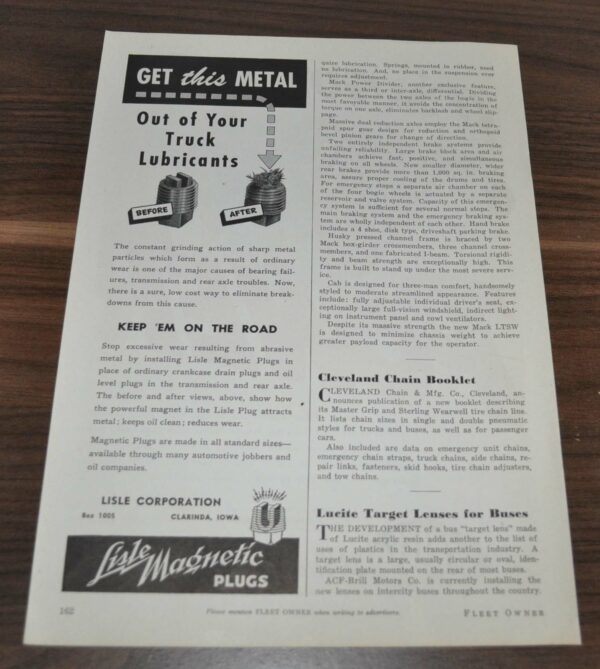 GET this METAL
Out of Your
Truck
Lubricants
BEFORE
AFTER
The constant grinding action of sharp metal
particles which form as a result of ordinary
wear is one of the major causes of bearing fail-
ures, transmission and rear axle troubles. Now,
there is a sure, low cost way to eliminate break-
downs from this cause.
KEEP 'EM ON THE ROAD
Stop excessive wear resulting from abrasive
metal by installing Lisle Magnetic Plugs in
place of ordinary crankcase drain plugs and oil
level plugs in the transmission and rear axle.
The before and after views, above, show how
the powerful magnet in the Lisle Plug attracts
metal; keeps oil clean; reduces wear.
Magnetic Plugs are made in all standard sizes—
available through many automotive jobbers and
oil companies.
LISLE CORPORATION
Box 1005 CLARINDA, IOWA
Lisle Magnetic
PLUGS
quire lubrication. Springs, mounted in rubber, need
no lubrication. And, no place in the suspension ever
requires adjustment.
Mack Power Divider, another exclusive feature,
serves as a third or inter-axle, differential. Dividing
the power between the two axles of the bogie in the
most favorable manner, it avoids the concentration of
torque on one axle, eliminates backlash and wheel slip-
page.
Massive dual reduction axles employ the Mack tetra-
poid spur gear design for reduction and orthogoid
bevel pinion gears for change of direction.
Two entirely independent brake systems provide
unfailing reliability. Large brake block area and air
chambers achieve fast, positive, and simultaneous
braking on all wheels. New smaller diameter, wider
rear brakes provide more than 1,000 sq. in. braking
area, assure proper cooling of the drums and tires.
For emergency stops a separate air chamber on each
of the four bogie wheels is actuated by a separate
reservoir and valve system. Capacity of this emergen-
cy system is sufficient for several normal stops. The
main braking system and the emergency braking sys-
tem are wholly independent of each other. Hand brake
includes a 4 shoe, disk type, driveshaft parking brake.
Husky pressed channel frame is braced by two
Mack box-girder crossmembers, three channel cross-
members, and one fabricated I-beam. Torsional rigidi-
ty and beam strength are exceptionally high. This
frame is built to stand up under the most severe serv-
ice.
Cab is designed for three-man comfort, handsomely
styled to moderate streamlined appearance. Features
include: fully adjustable individual driver's seat, ex-
ceptionally large full-vision windshield, indirect light-
ing on instrument panel and cowl ventilators.
Despite its massive strength the new Mack LTSW
is designed to minimize chassis weight to achieve
greater payload capacity for the operator.
Cleveland Chain Booklet
CLEVELAND Chain & Mfg. Co., Cleveland, an-
nounces publication of a new booklet describing
its Master Grip and Sterling Wearwell tire chain line.
It lists chain sizes in single and double pneumatic
styles for trucks and buses, as well as for passenger
cars.
Also included are data on emergency unit chains,
emergency chain straps, truck chains, side chains, re-
pair links, fasteners, skid hooks, tire chain adjusters,
and tow chains.
Lucite Target Lenses for Buses
THE DEVELOPMENT of a bus "target lens" made
of Lucite acrylic resin adds another to the list of
uses of plastics in the transportation industry. A
target lens is a large, usually circular or oval, iden-
tification plate mounted on the rear of most buses.
ACF-Brill Motors Co. is currently installing the
new lenses on intercity buses throughout the country.
162
Please mention FLEET OWNER when writing to advertisers.
FLEET OWNER